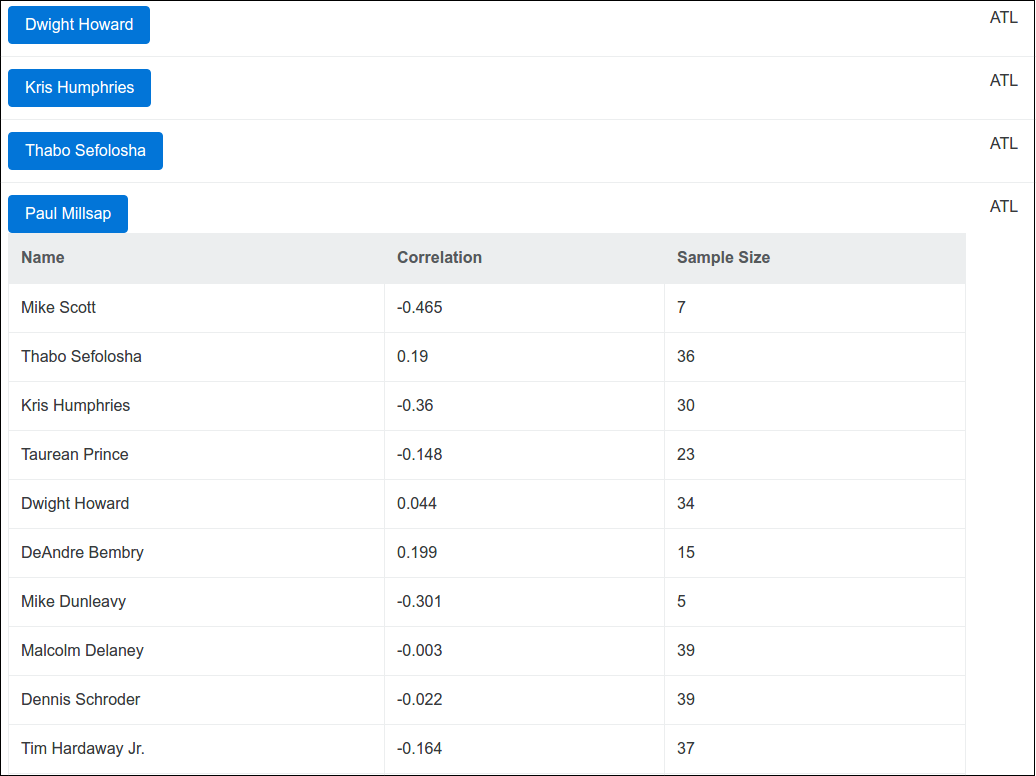 Dwight Howard ATL
Kris Humphries ATL
Thabo Sefolosha ATL
Paul Millsap ATL
Name Correlation Sample Size
Mike Scott -0.465 7
Thabo Sefolosha 0.19 36
Kris Humphries -0.36 30
Taurean Prince -0.148 23
Dwight Howard 0.044 34
DeAndre Bembry 0.199 15
Mike Dunleavy -0.301 5
Malcolm Delaney -0.003 39
Dennis Schroder -0.022 39
Tim Hardaway Jr. -0.164 37